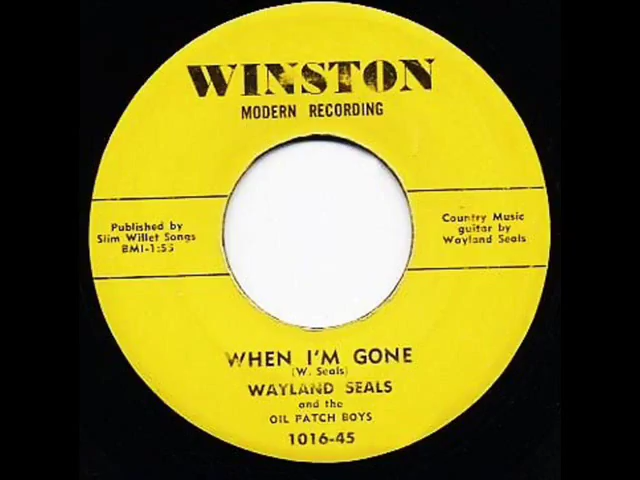 WINSTON
MODERN RECORDING
Published by
Slim Willet Songs
BMI-1:55
Country Music
guitar by
Wayland Seals
WHEN I'M GONE
(W. Seals)
WAYLAND SEALS
and the
OIL PATCH BOYS
1016-45